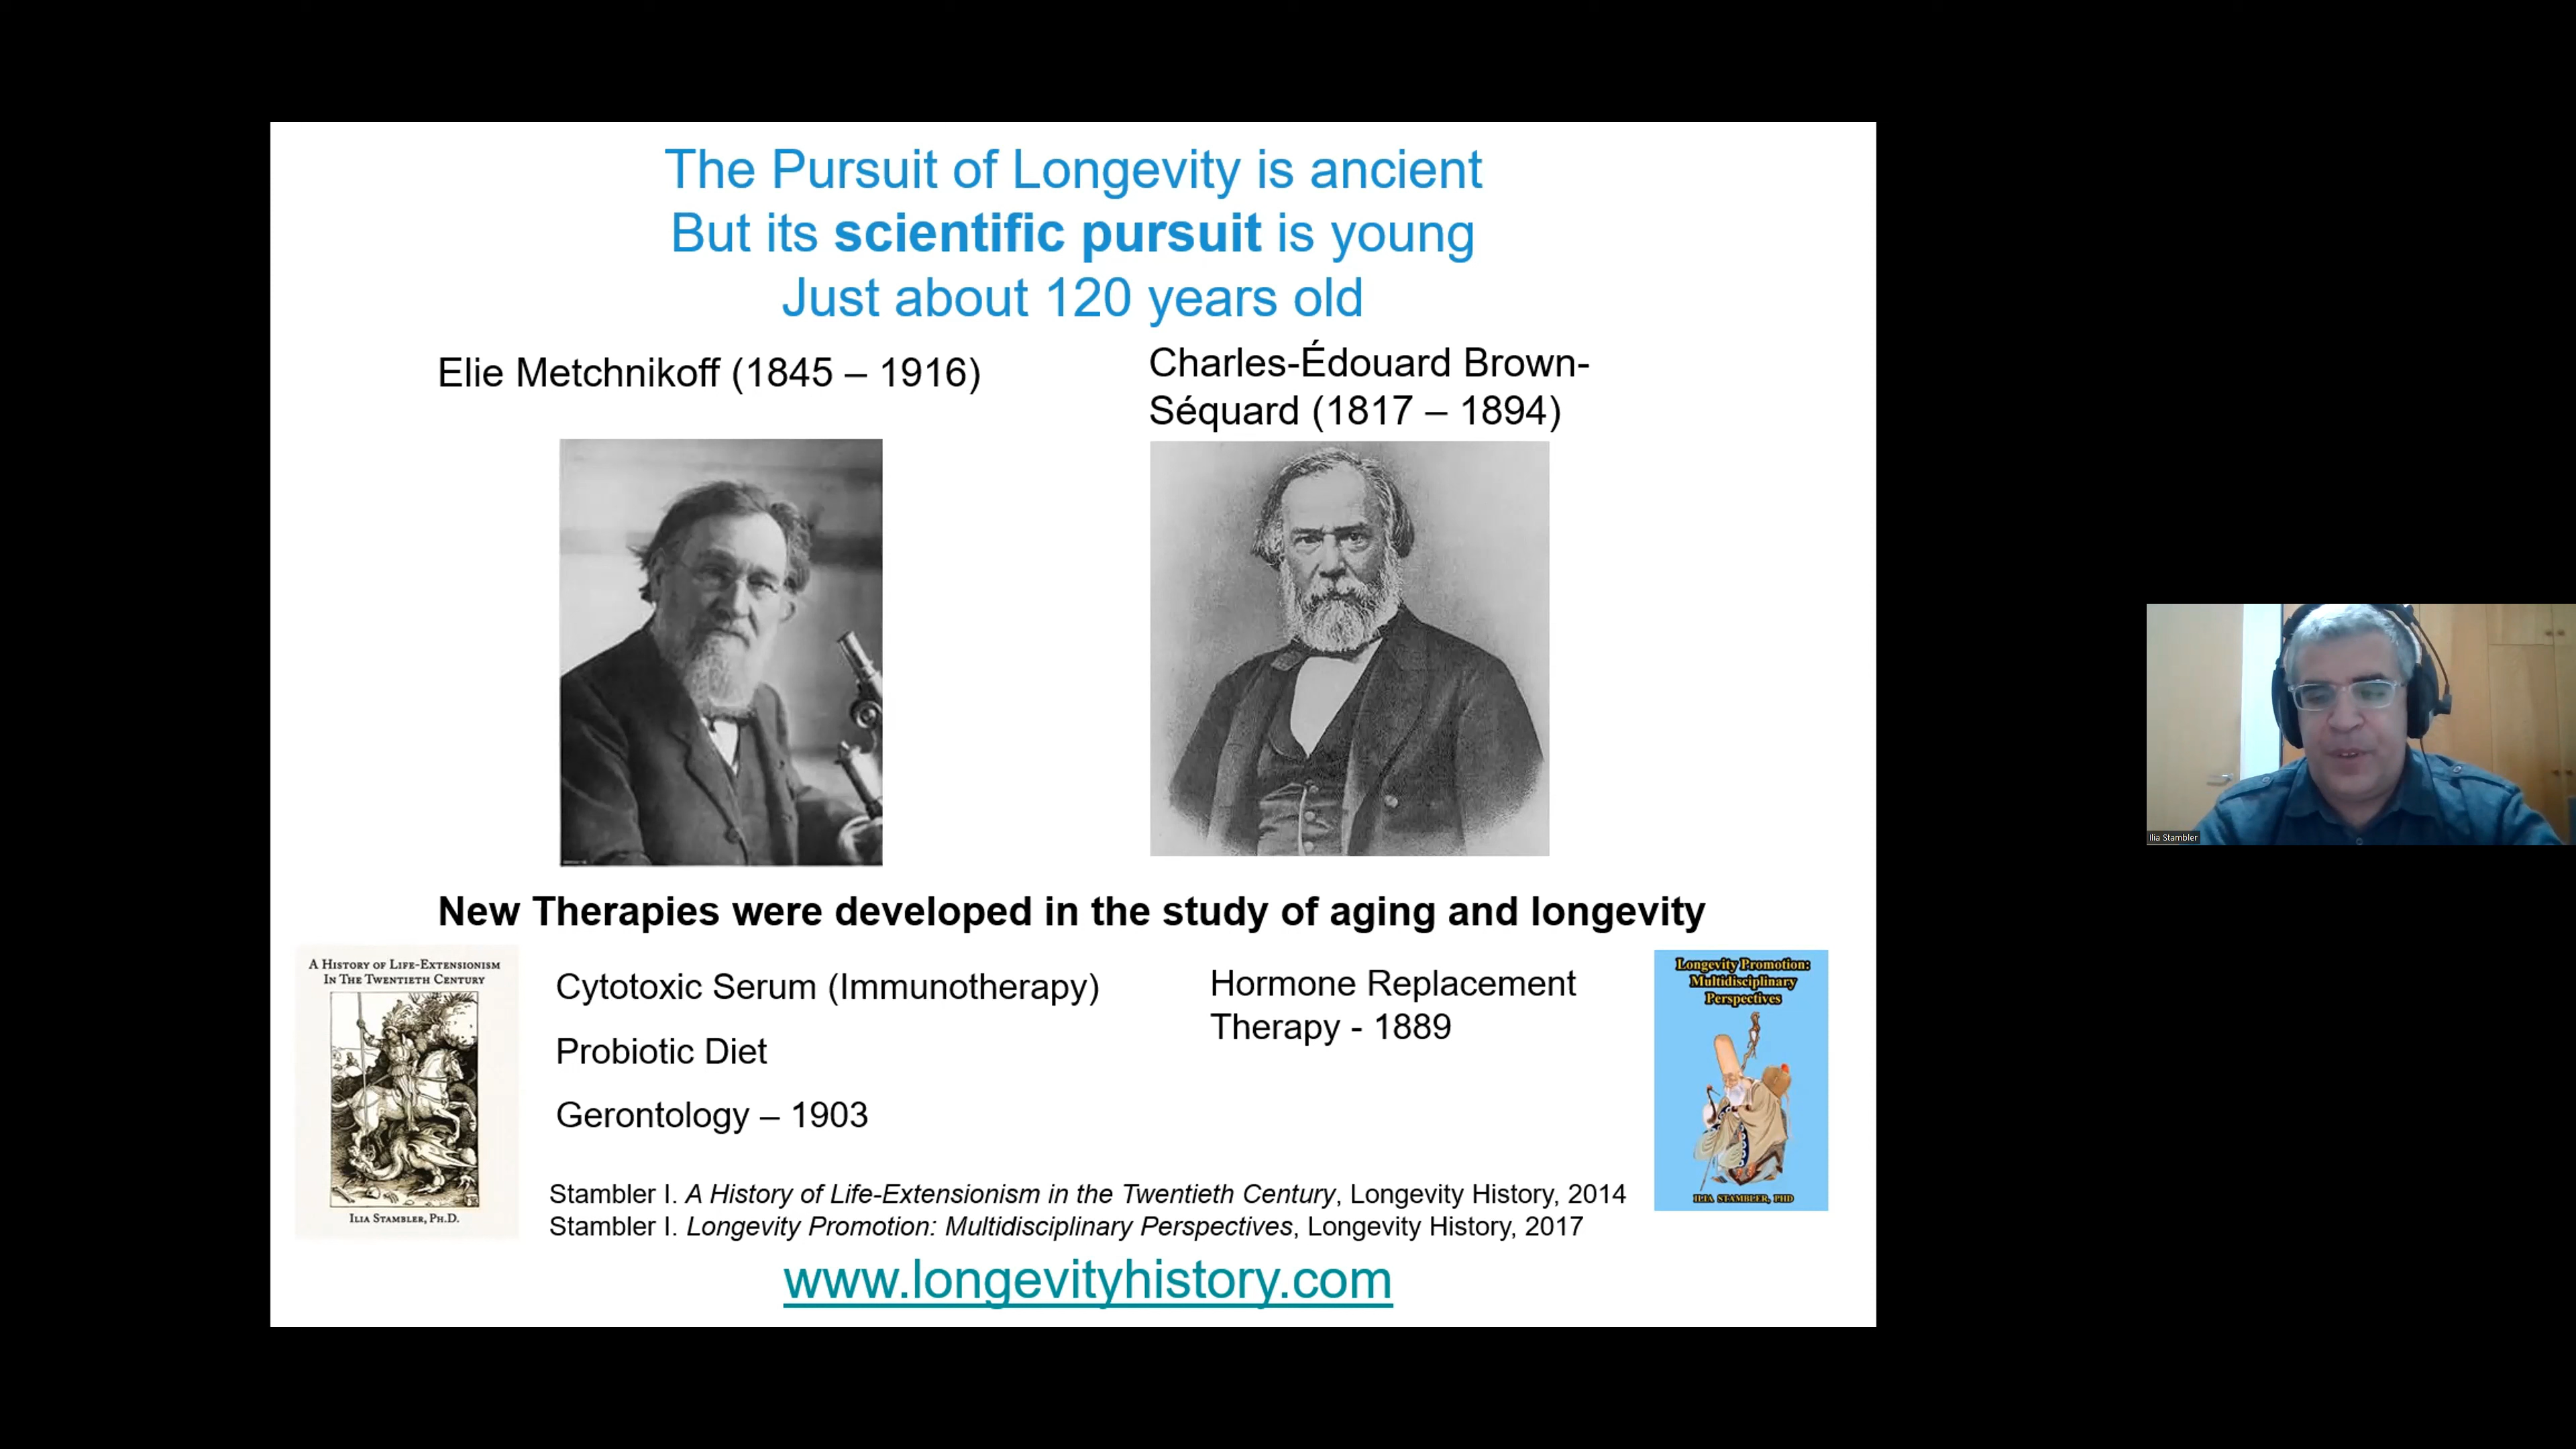 The Pursuit of Longevity is ancient
But its scientific pursuit is young
Just about 120 years old
Elie Metchnikoff (1845 – 1916)
Charles-Édouard Brown-
Séquard (1817 – 1894)
New Therapies were developed in the study of aging and longevity
A History of Life-Extensionism
In The Twentieth Century
Ilia Stambler, Ph.D.
Cytotoxic Serum (Immunotherapy)
Probiotic Diet
Gerontology – 1903
Hormone Replacement
Therapy - 1889
Longevity Promotion:
Multidisciplinary
Perspectives
ILIA STAMBLER, PHD
Stambler I. A History of Life-Extensionism in the Twentieth Century, Longevity History, 2014
Stambler I. Longevity Promotion: Multidisciplinary Perspectives, Longevity History, 2017
www.longevityhistory.com
Ilia Stambler